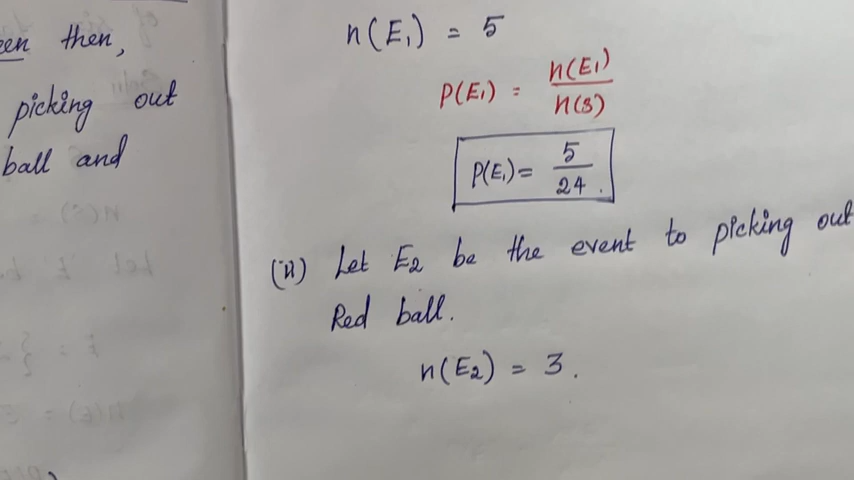 een then,
picking out
ball and
n(E₁) = 5
P(E₁) = n(E₁) / n(S)
P(E₁) = 5 / 24.
(ii) Let E₂ be the event to picking out
Red ball.
n(E₂) = 3.